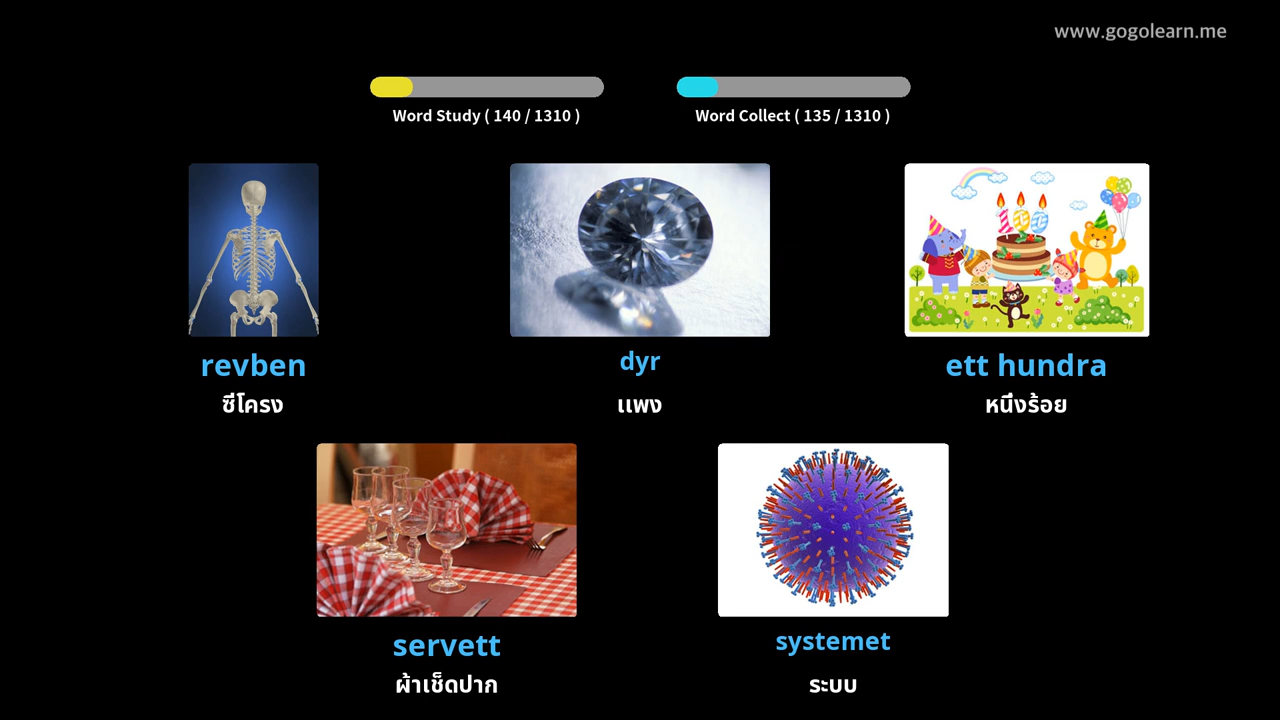 www.gogolearn.me
Word Study ( 140 / 1310 )
Word Collect ( 135 / 1310 )
revben
ซี่โครง
dyr
แพง
ett hundra
หนึ่งร้อย
100
servett
ผ้าเช็ดปาก
systemet
ระบบ